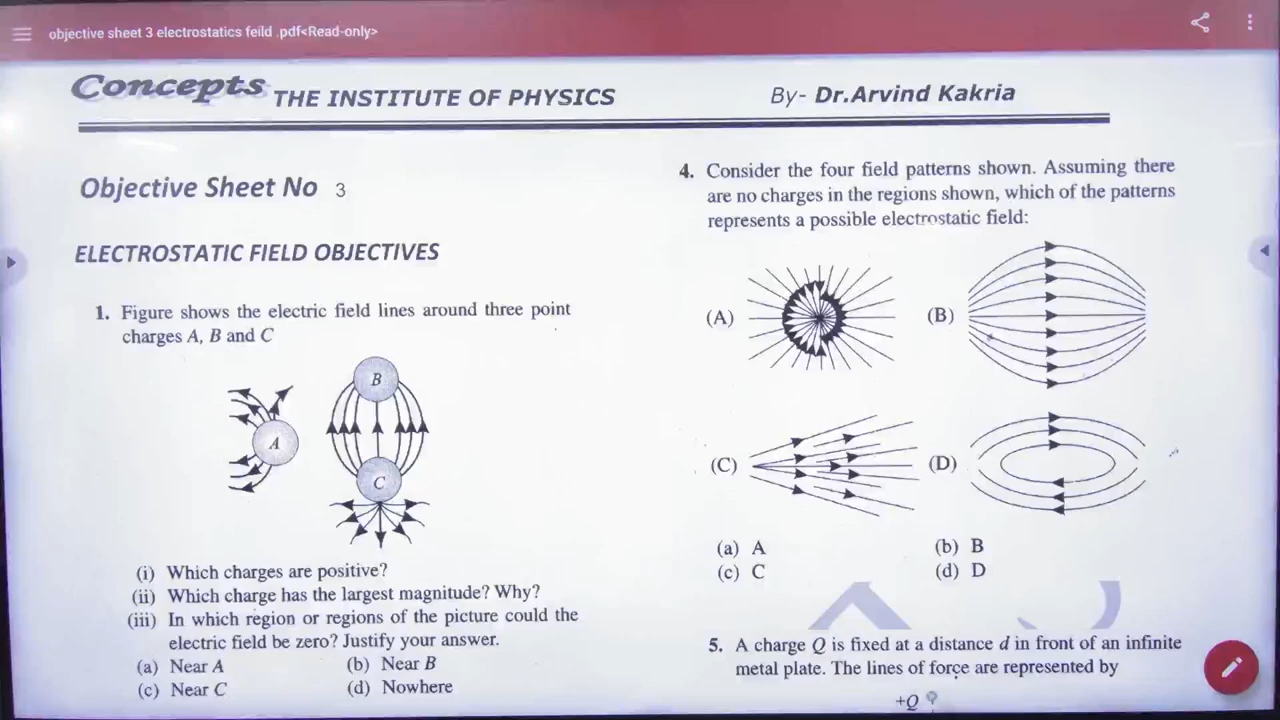 objective sheet 3 electrostatics feild .pdf<Read-only>
Concepts THE INSTITUTE OF PHYSICS
By- Dr.Arvind Kakria
Objective Sheet No 3
ELECTROSTATIC FIELD OBJECTIVES
1. Figure shows the electric field lines around three point
charges A, B and C
B
A
C
(i) Which charges are positive?
(ii) Which charge has the largest magnitude? Why?
(iii) In which region or regions of the picture could the
electric field be zero? Justify your answer.
(a) Near A
(b) Near B
(c) Near C
(d) Nowhere
4. Consider the four field patterns shown. Assuming there
are no charges in the regions shown, which of the patterns
represents a possible electrostatic field:
(A)
(B)
(C)
(D)
(a) A
(b) B
(c) C
(d) D
5. A charge Q is fixed at a distance d in front of an infinite
metal plate. The lines of force are represented by
+Q